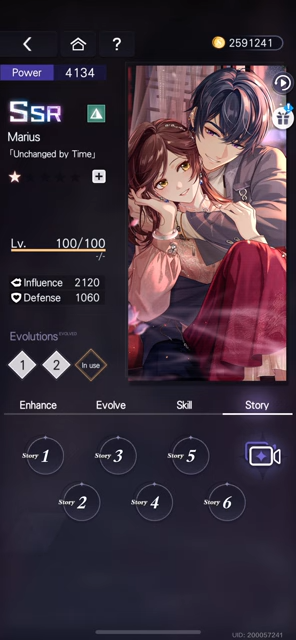 ?
2591241
Power 4134
SSR
Marius
「Unchanged by Time」
Lv. 100/100
-/-
Influence 2120
Defense 1060
Evolutions EVOLVED
1 2 In use
Enhance Evolve Skill Story
Story 1 Story 3 Story 5
Story 2 Story 4 Story 6
UID: 200057241